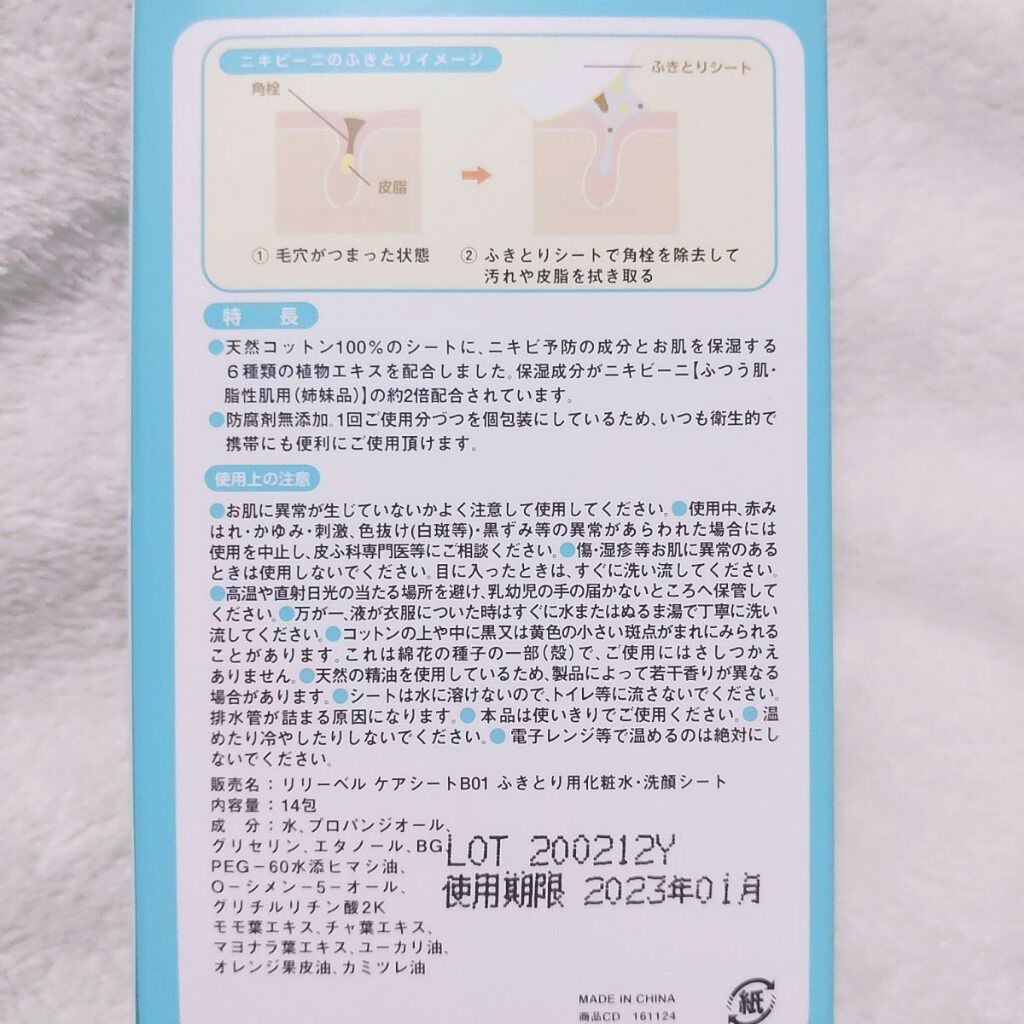 ニキビーニのふきとりイメージ
角栓
ふきとりシート
皮脂
① 毛穴がつまった状態
② ふきとりシートで角栓を除去して
汚れや皮脂を拭き取る
特 長
●天然コットン100%のシートに、ニキビ予防の成分とお肌を保湿する
６種類の植物エキスを配合しました。保湿成分がニキビーニ【ふつう肌・
脂性肌用(姉妹品)】の約2倍配合されています。
●防腐剤無添加。1回ご使用分づつを個包装にしているため、いつも衛生的で
携帯にも便利にご使用頂けます。
使用上の注意
●お肌に異常が生じていないかよく注意して使用してください。●使用中、赤み
はれ・かゆみ・刺激、色抜け(白斑等)・黒ずみ等の異常があらわれた場合には
使用を中止し、皮ふ科専門医等にご相談ください。●傷・湿疹等お肌に異常のある
ときは使用しないでください。目に入ったときは、すぐに洗い流してください。
●高温や直射日光の当たる場所を避け、乳幼児の手の届かないところへ保管して
ください。●万が一、液が衣服についた時はすぐに水またはぬるま湯で丁寧に洗い
流してください。●コットンの上や中に黒又は黄色の小さい斑点がまれにみられる
ことがあります。これは綿花の種子の一部(殻)で、ご使用にはさしつかえ
ありません。●天然の精油を使用しているため、製品によって若干香りが異なる
場合があります。●シートは水に溶けないので、トイレ等に流さないでください。
排水管が詰まる原因になります。●本品は使いきりでご使用ください。●温
めたり冷やしたりしないでください。●電子レンジ等で温めるのは絶対にし
ないでください。
販売名：リリーベル ケアシートB01 ふきとり用化粧水・洗顔シート
内容量：14包
成 分：水、プロパンジオール、
グリセリン、エタノール、BG、
PEG－60水添ヒマシ油、
O－シメン－5－オール、
グリチルリチン酸2K
モモ葉エキス、チャ葉エキス、
マヨナラ葉エキス、ユーカリ油、
オレンジ果皮油、カミツレ油
LOT 200212Y
使用期限 2023年01月
MADE IN CHINA
商品CD 161124
紙